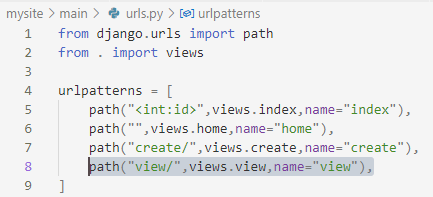 mysite > main > urls.py > urlpatterns
1 from django.urls import path
2 from . import views
3
4 urlpatterns = [
5 path("<int:id>",views.index,name="index"),
6 path("",views.home,name="home"),
7 path("create/",views.create,name="create"),
8 path("view/",views.view,name="view"),
9 ]